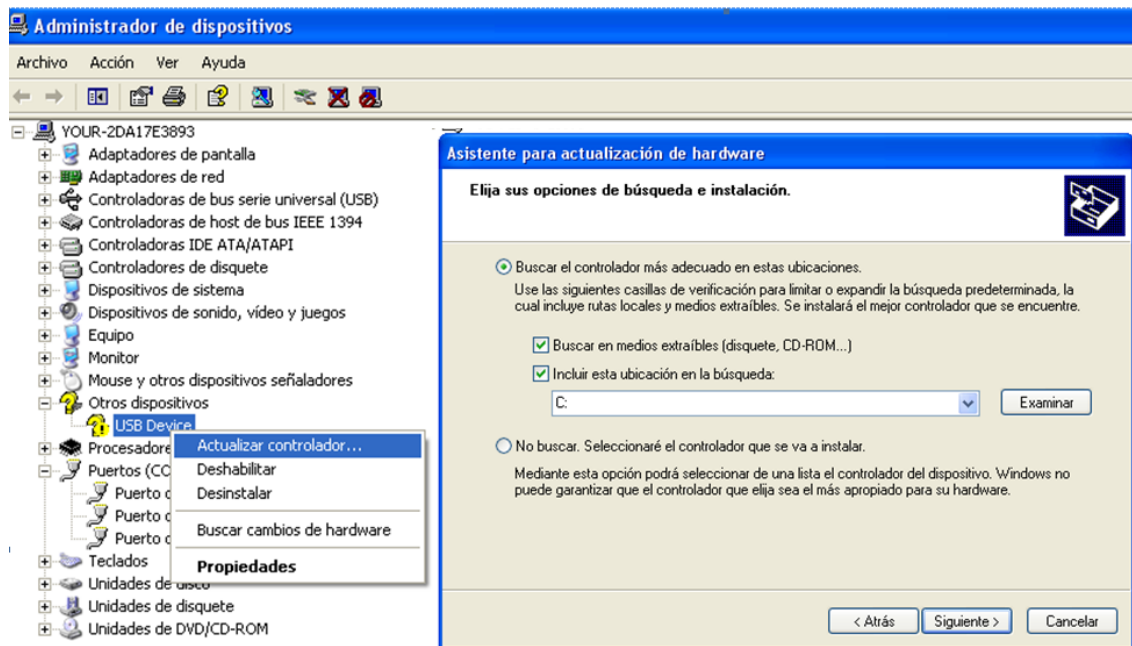 Administrador de dispositivos
Archivo Acción Ver Ayuda
YOUR-2DA17E3893
Adaptadores de pantalla
Adaptadores de red
Controladoras de bus serie universal (USB)
Controladoras de host de bus IEEE 1394
Controladoras IDE ATA/ATAPI
Controladores de disquete
Dispositivos de sistema
Dispositivos de sonido, vídeo y juegos
Equipo
Monitor
Mouse y otros dispositivos señaladores
Otros dispositivos
USB Device
Procesadore
Puertos (CO
Puerto c
Puerto c
Puerto c
Teclados
Unidades de disco
Unidades de disquete
Unidades de DVD/CD-ROM
Actualizar controlador...
Deshabilitar
Desinstalar
Buscar cambios de hardware
Propiedades
Asistente para actualización de hardware
Elija sus opciones de búsqueda e instalación.
Buscar el controlador más adecuado en estas ubicaciones.
Use las siguientes casillas de verificación para limitar o expandir la búsqueda predeterminada, la
cual incluye rutas locales y medios extraíbles. Se instalará el mejor controlador que se encuentre.
Buscar en medios extraíbles (disquete, CD-ROM...)
Incluir esta ubicación en la búsqueda:
C:
Examinar
No buscar. Seleccionaré el controlador que se va a instalar.
Mediante esta opción podrá seleccionar de una lista el controlador del dispositivo. Windows no
puede garantizar que el controlador que elija sea el más apropiado para su hardware.
< Atrás Siguiente > Cancelar